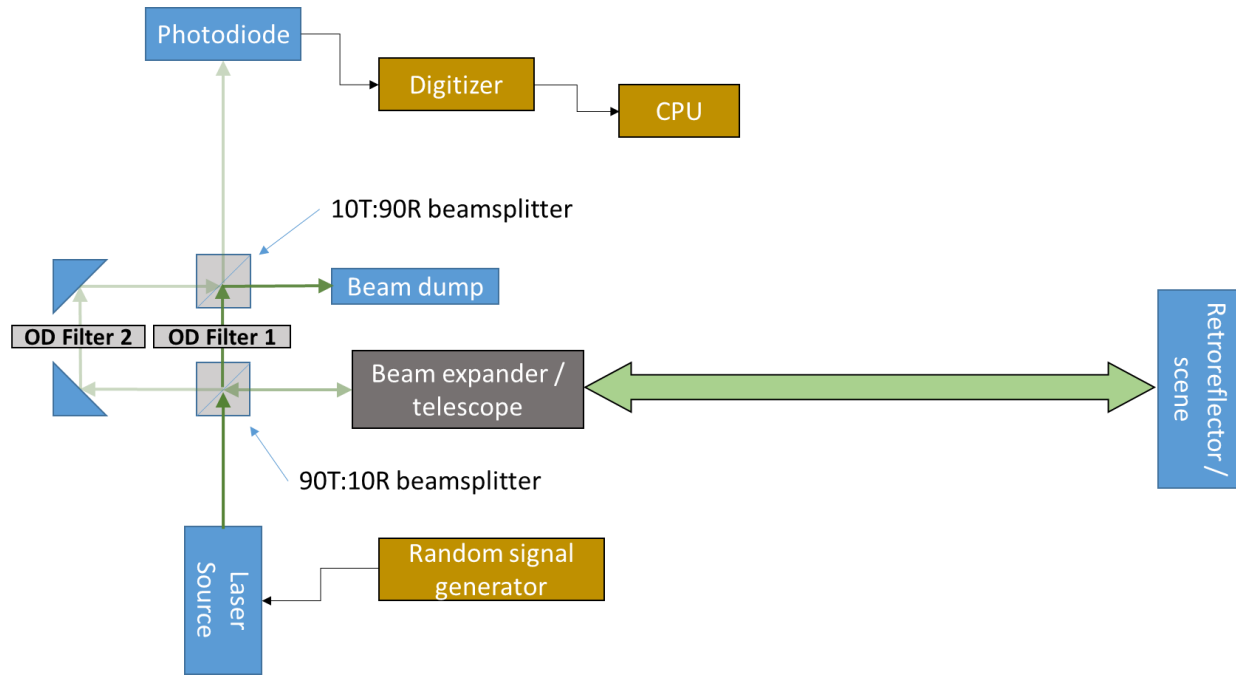 Photodiode
Digitizer
CPU
10T:90R beamsplitter
Beam dump
OD Filter 2
OD Filter 1
Beam expander /
telescope
Retroreflector /
scene
90T:10R beamsplitter
Laser
Source
Random signal
generator